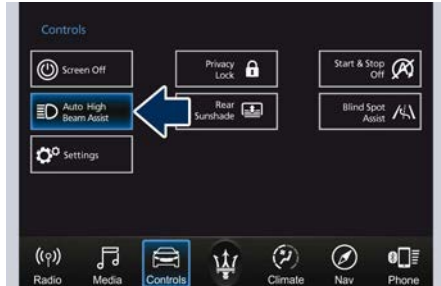 Controls
Screen Off
Privacy
Lock
Start & Stop
Off
Auto High
Beam Assist
Rear
Sunshade
Blind Spot
Assist
Settings
Radio
Media
Controls
Climate
Nav
Phone